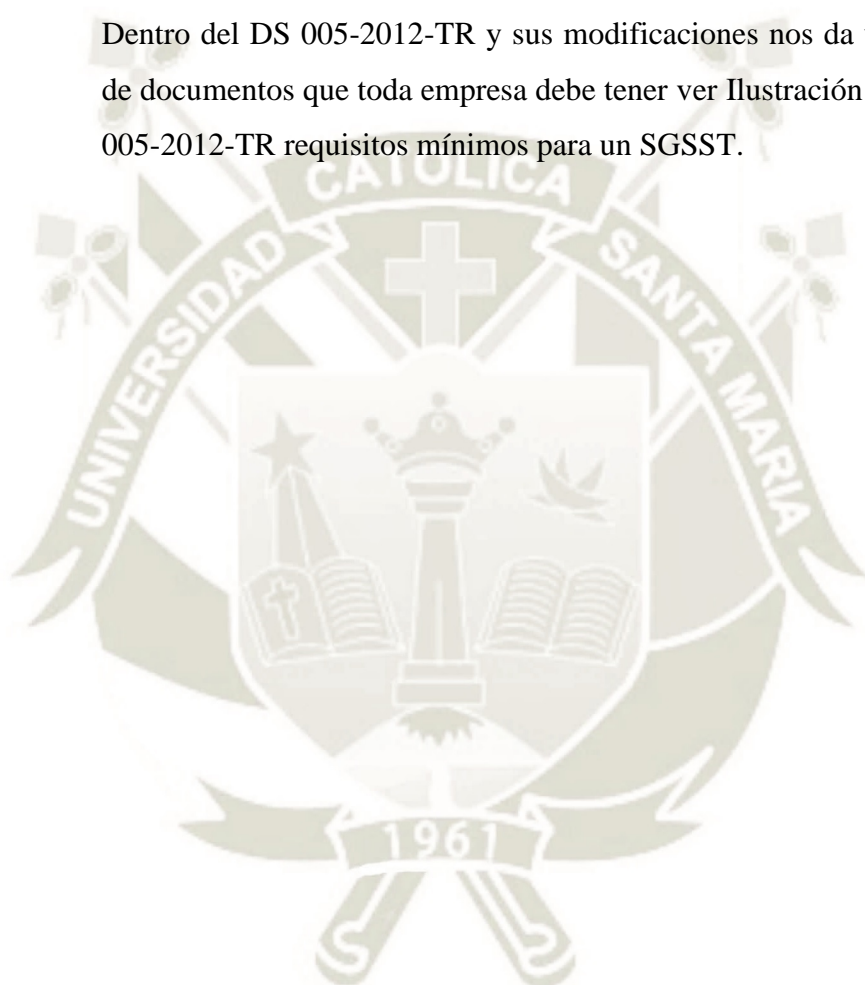 Dentro del DS 005-2012-TR y sus modificaciones nos da
de documentos que toda empresa debe tener ver Ilustración
005-2012-TR requisitos mínimos para un SGSST.
UNIVERSIDAD CATOLICA SANTA MARIA
1961